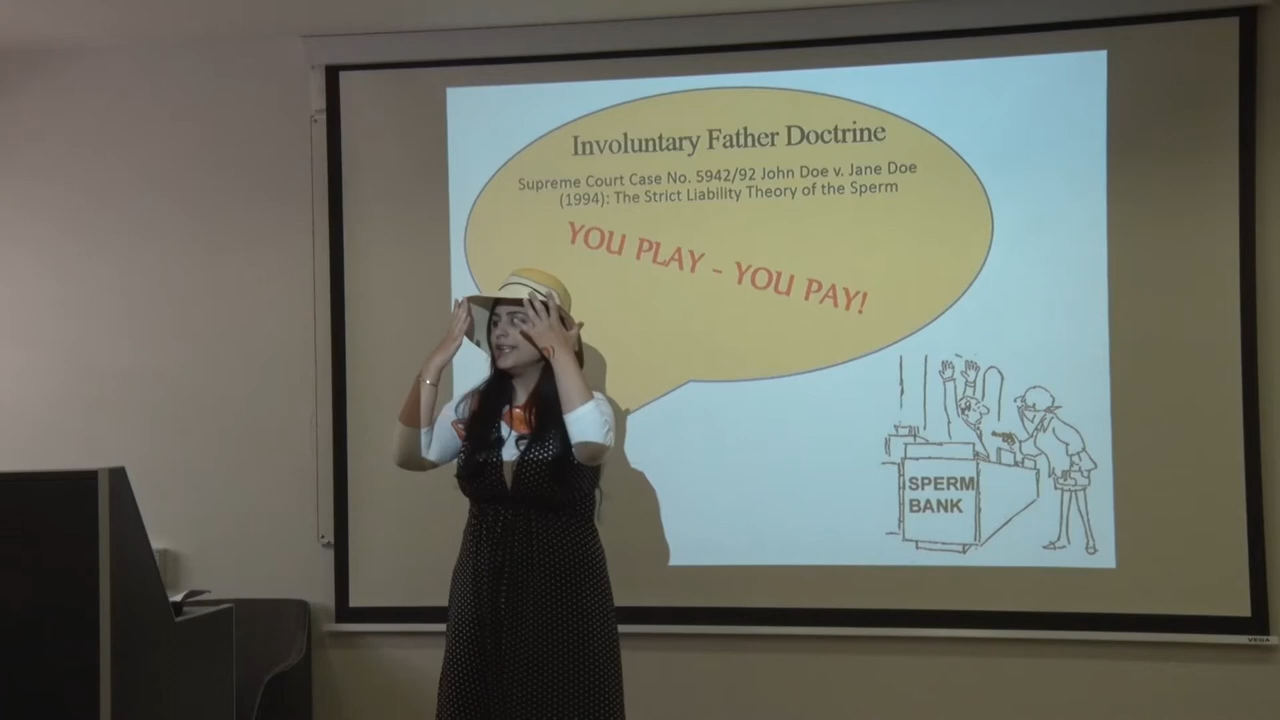 Involuntary Father Doctrine
Supreme Court Case No. 5942/92 John Doe v. Jane Doe
(1994): The Strict Liability Theory of the Sperm
YOU PLAY - YOU PAY!
SPERM
BANK
VEGA